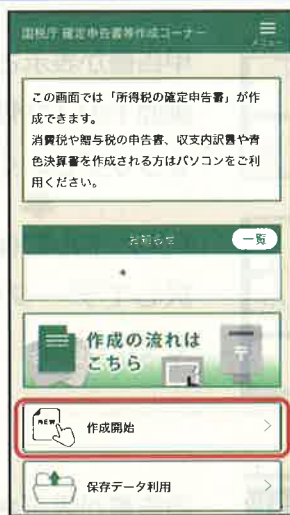 国税庁 確定申告書等作成コーナー
メニュー
この画面では「所得税の確定申告書」が作
成できます。
消費税や贈与税の申告書、収支内訳書や青
色決算書を作成される方はパソコンをご利
用ください。
お知らせ
一覧
作成の流れは
こちら
〒
NEW
作成開始
保存データ利用